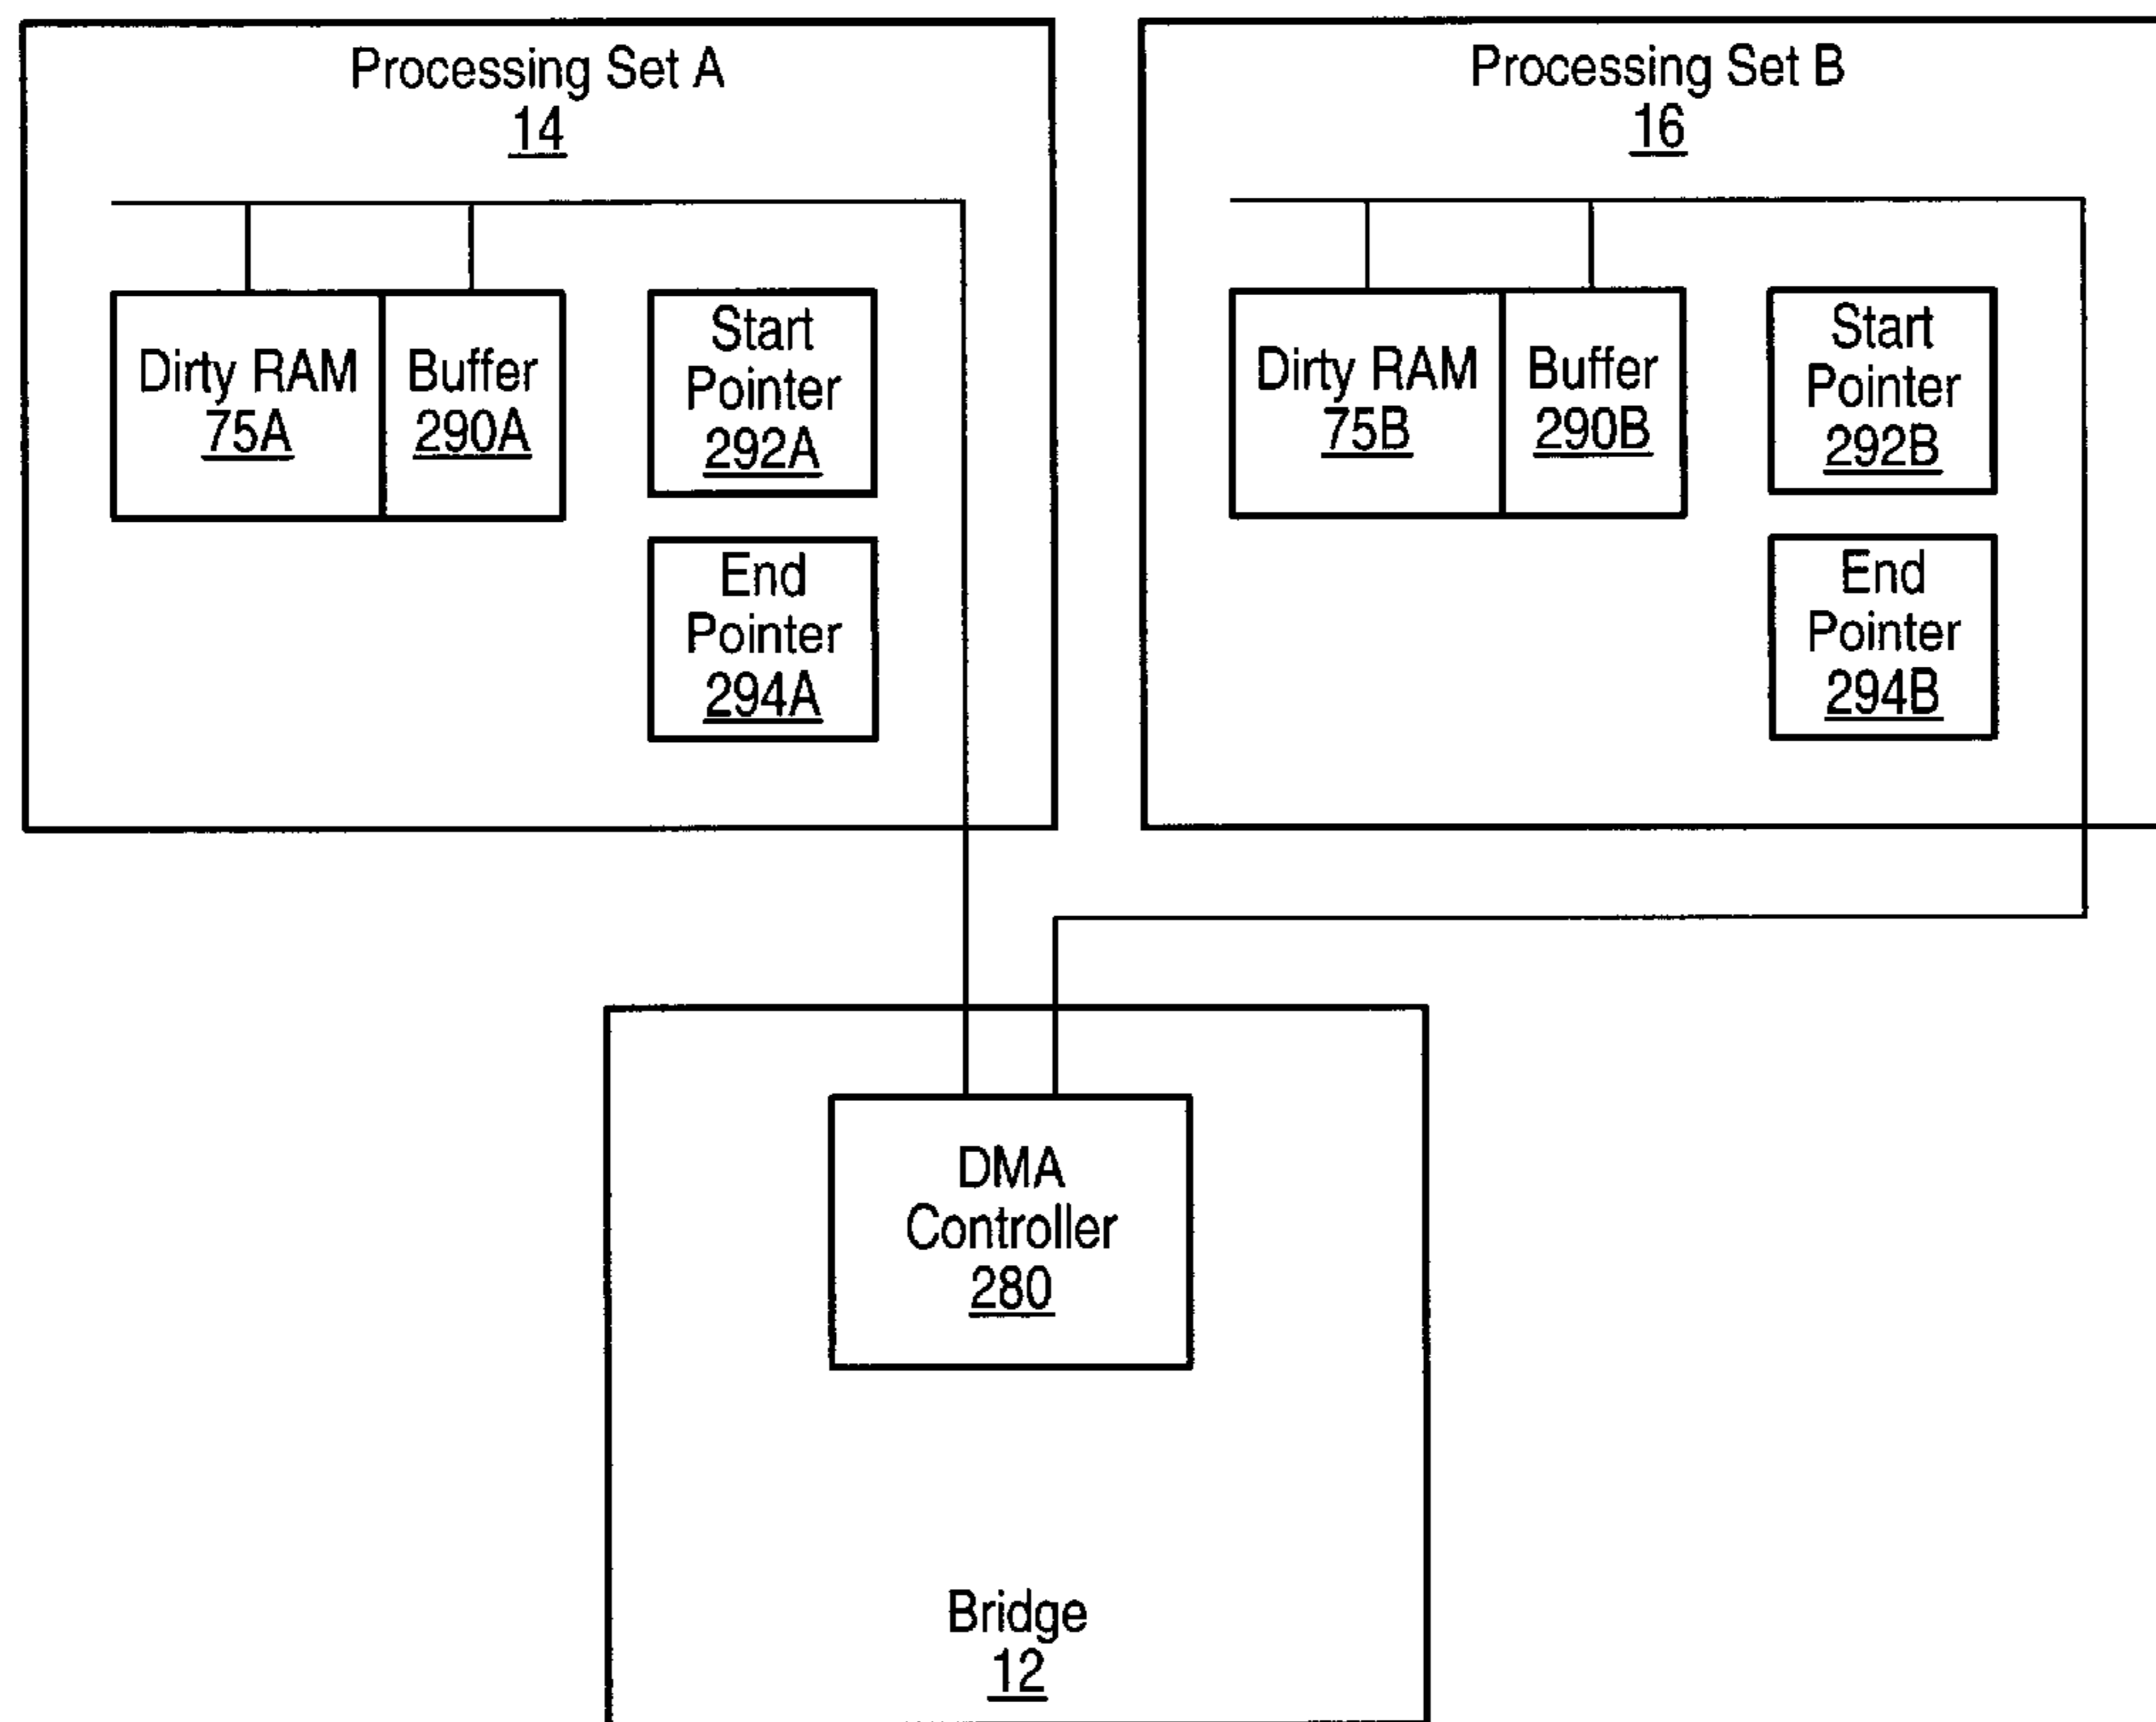 Processing Set A
14
Dirty RAM
75A
Buffer
290A
Start
Pointer
292A
End
Pointer
294A
Processing Set B
16
Dirty RAM
75B
Buffer
290B
Start
Pointer
292B
End
Pointer
294B
DMA
Controller
280
Bridge
12